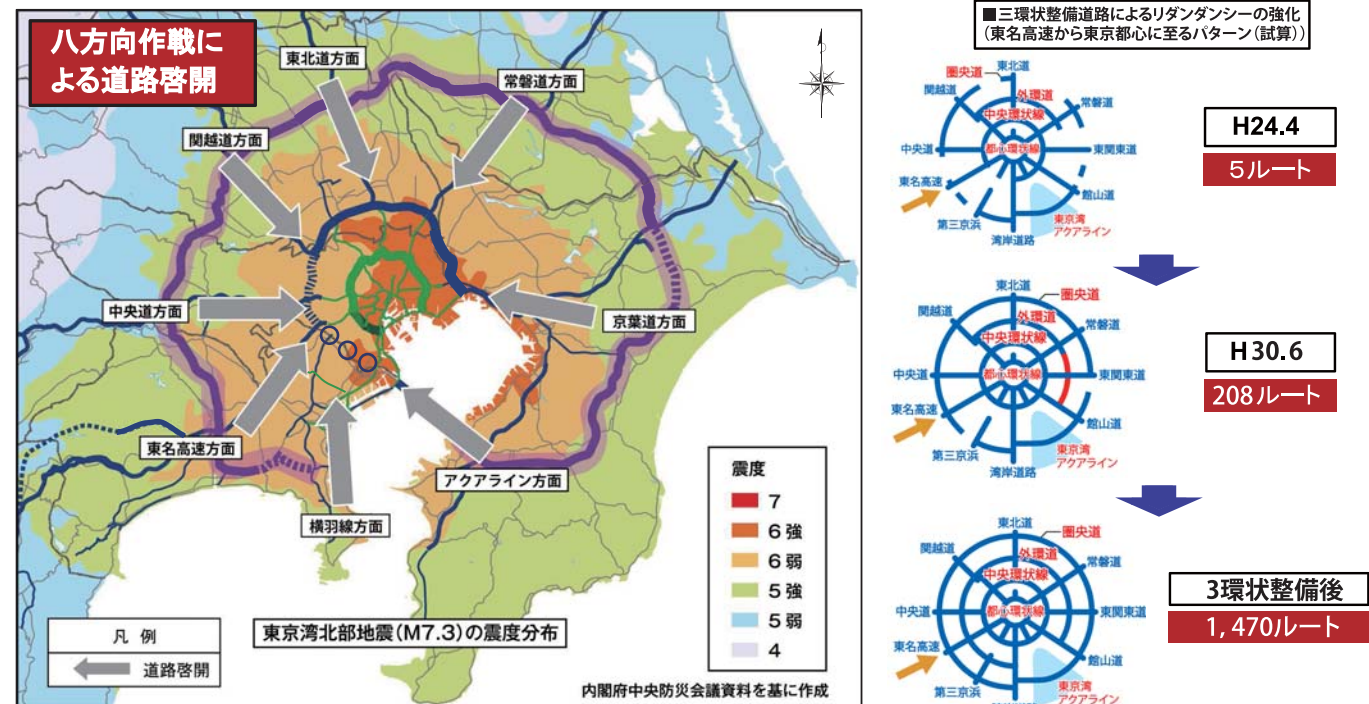 八方向作戦に
よる道路啓開
東北道方面
常磐道方面
関越道方面
中央道方面
京葉道方面
東名高速方面
アクアライン方面
横羽線方面
凡 例
道路啓開
東京湾北部地震(M7.3)の震度分布
震度
7
6強
6弱
5強
5弱
4
内閣府中央防災会議資料を基に作成
■三環状整備道路によるリダンダンシーの強化
(東名高速から東京都心に至るパターン(試算))
東北道
圏央道
関越道
外環道
常磐道
中央環状線
中央道
都心環状線
東関東道
東名高速
館山道
第三京浜
東京湾
アクアライン
湾岸道路
H24.4
5ルート
東北道
圏央道
関越道
外環道
常磐道
中央環状線
中央道
都心環状線
東関東道
東名高速
館山道
第三京浜
東京湾
アクアライン
湾岸道路
H30.6
208ルート
東北道
圏央道
関越道
外環道
常磐道
中央環状線
中央道
都心環状線
東関東道
東名高速
館山道
第三京浜
東京湾
アクアライン
3環状整備後
1,470ルート